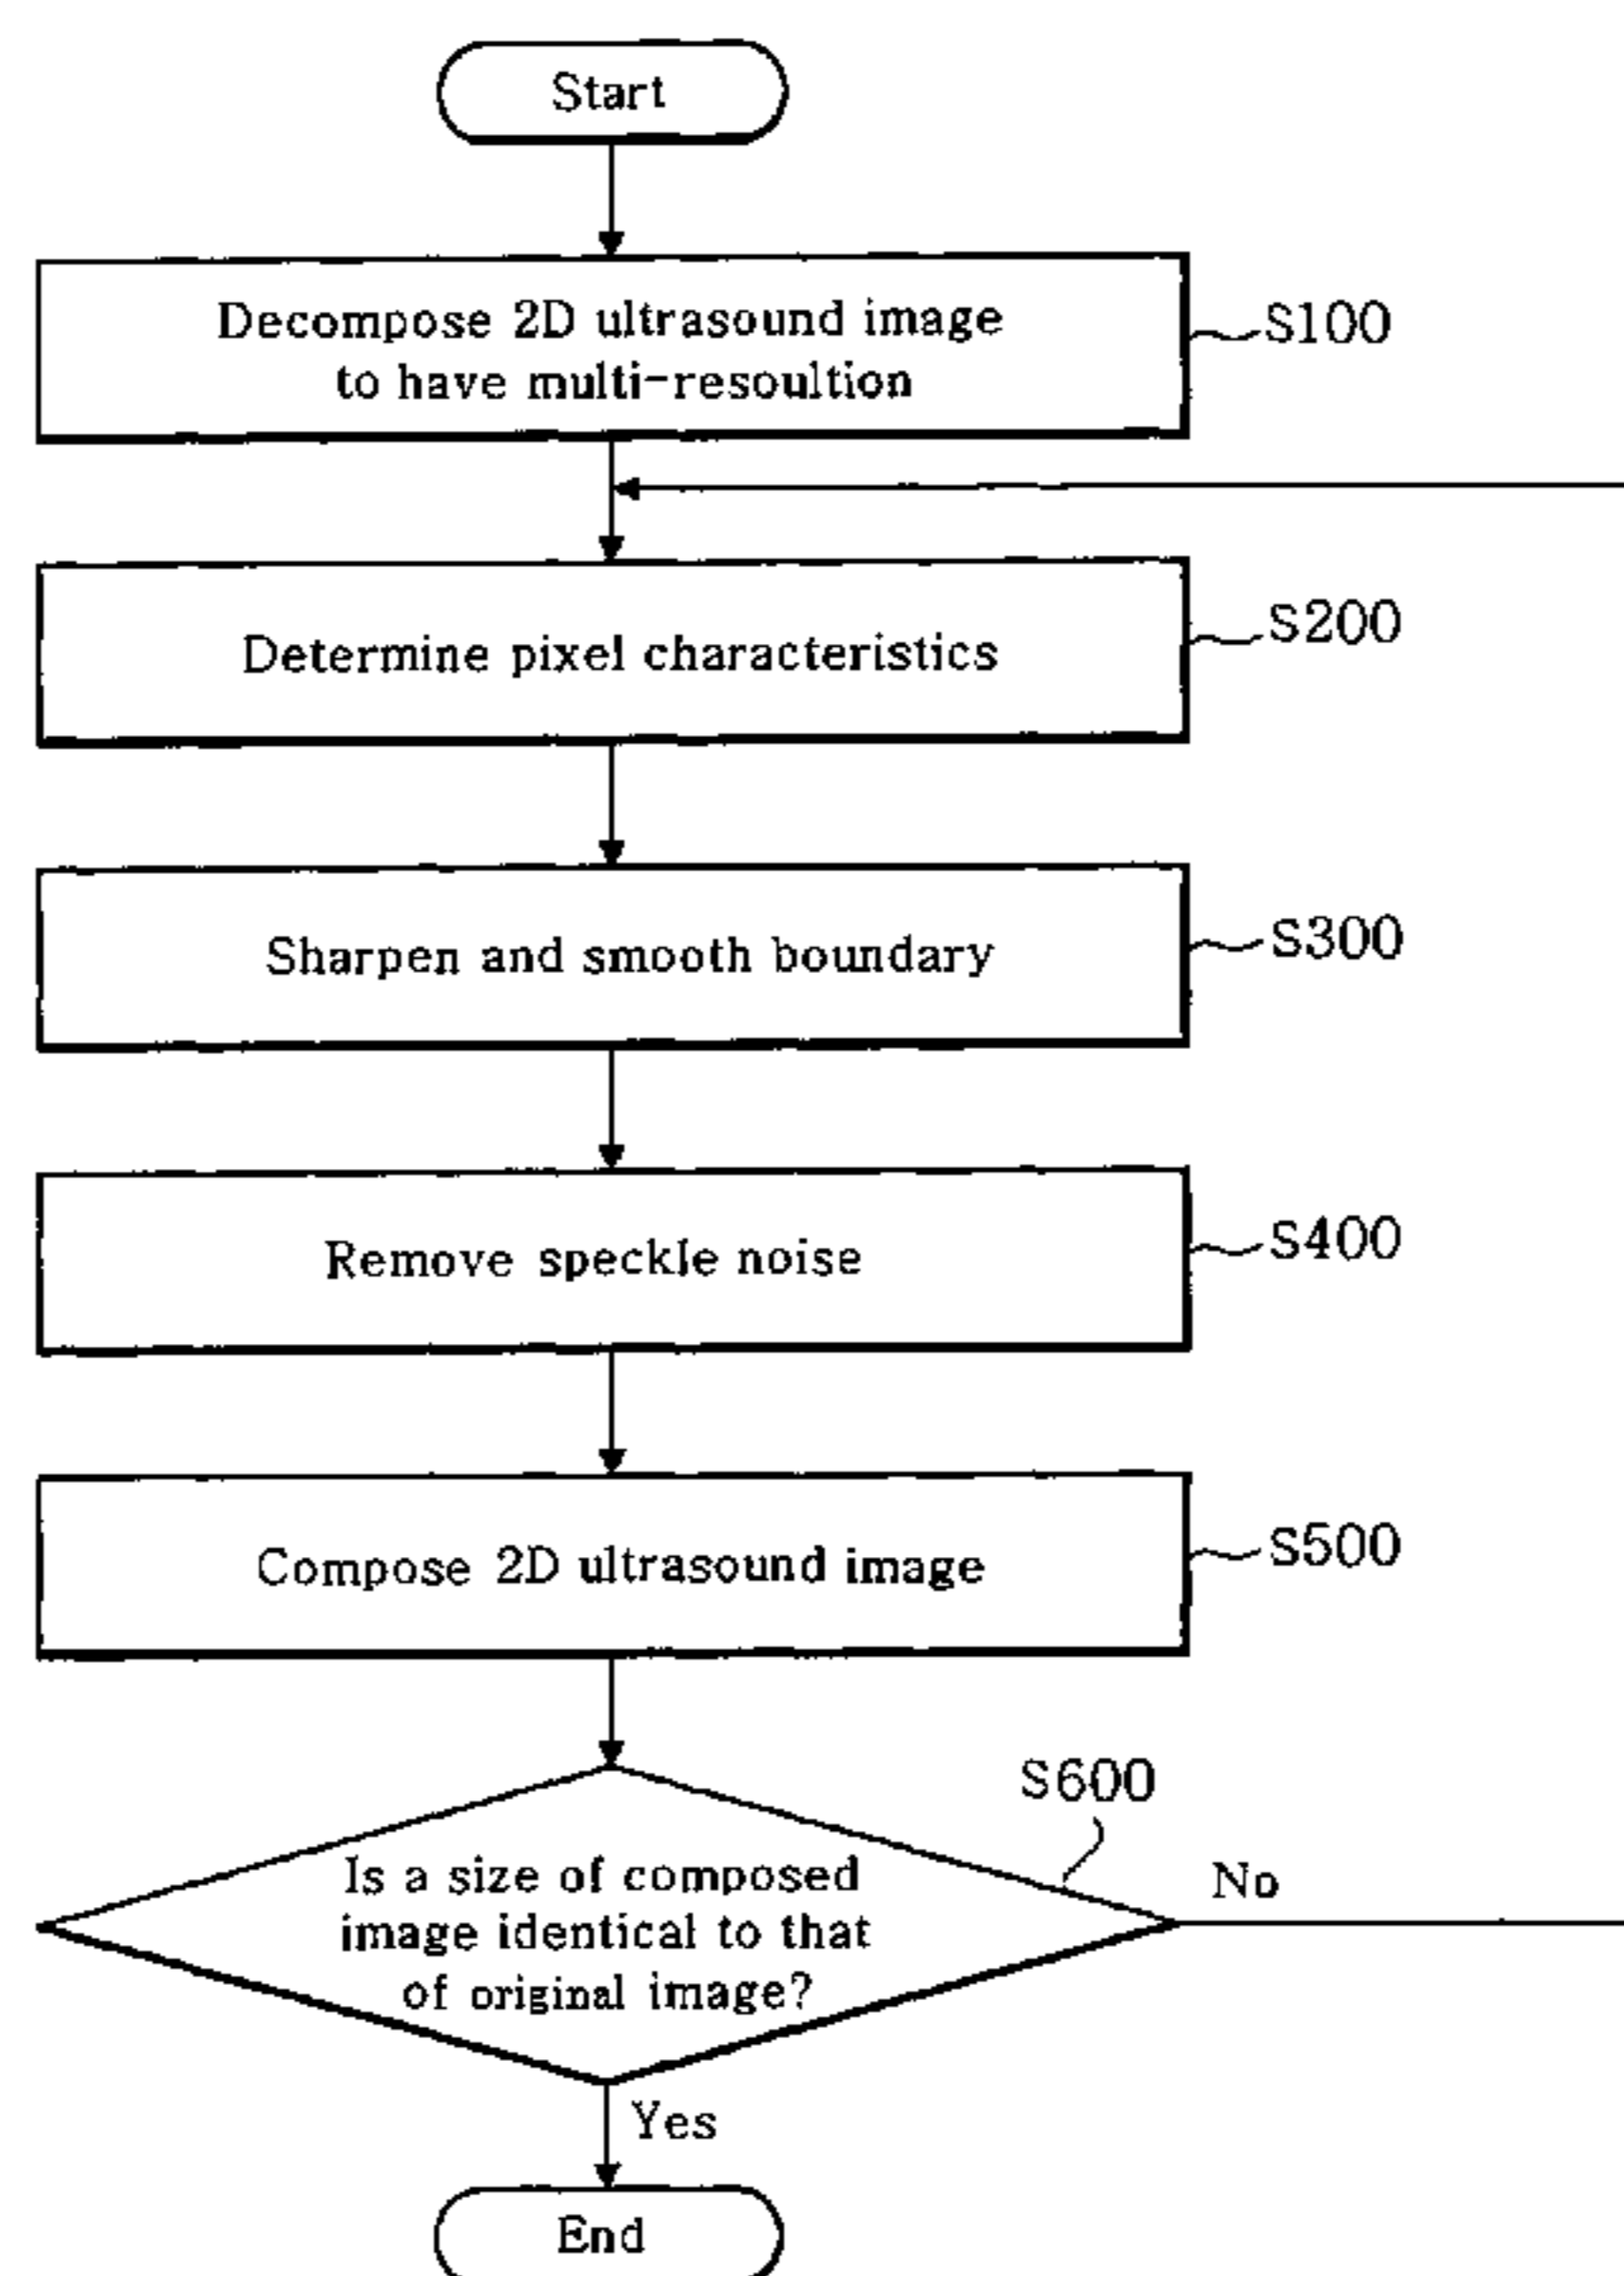 Start
Decompose 2D ultrasound image
to have multi-resoultion
S100
Determine pixel characteristics
S200
Sharpen and smooth boundary
S300
Remove speckle noise
S400
Compose 2D ultrasound image
S500
S600
Is a size of composed
image identical to that
of original image?
No
Yes
End